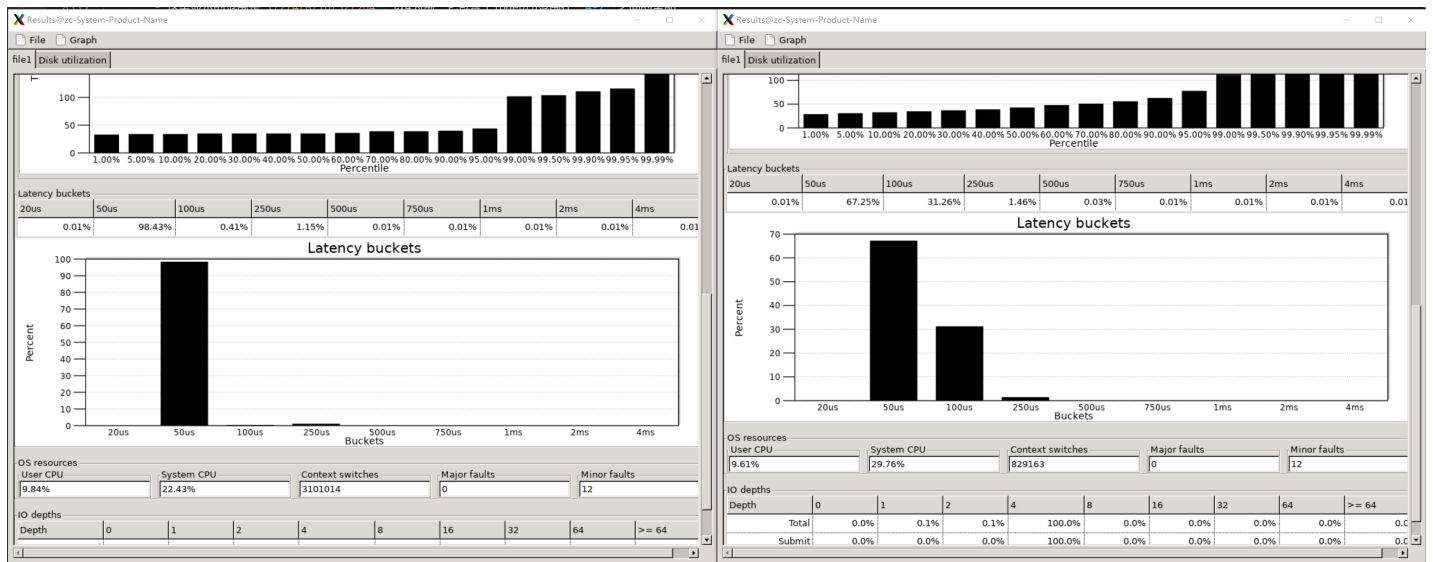 Results@zc-System-Product-Name
File Graph
file1 Disk utilization
100
50
0
1.00% 5.00% 10.00% 20.00% 30.00% 40.00% 50.00% 60.00% 70.00% 80.00% 90.00% 95.00% 99.00% 99.50% 99.90% 99.95% 99.99%
Percentile
Latency buckets
20us 50us 100us 250us 500us 750us 1ms 2ms 4ms
0.01% 98.43% 0.41% 1.15% 0.01% 0.01% 0.01% 0.01% 0.01
Latency buckets
100
90
80
70
60
50
40
30
20
10
0
Percent
20us 50us 100us 250us 500us 750us 1ms 2ms 4ms
Buckets
OS resources
User CPU System CPU Context switches Major faults Minor faults
9.84% 22.43% 3101014 0 12
IO depths
Depth 0 1 2 4 8 16 32 64 >= 64
Results@zc-System-Product-Name
File Graph
file1 Disk utilization
100
50
0
1.00% 5.00% 10.00% 20.00% 30.00% 40.00% 50.00% 60.00% 70.00% 80.00% 90.00% 95.00% 99.00% 99.50% 99.90% 99.95% 99.99%
Percentile
Latency buckets
20us 50us 100us 250us 500us 750us 1ms 2ms 4ms
0.01% 67.25% 31.26% 1.46% 0.03% 0.01% 0.01% 0.01% 0.01
Latency buckets
70
60
50
40
30
20
10
0
Percent
20us 50us 100us 250us 500us 750us 1ms 2ms 4ms
Buckets
OS resources
User CPU System CPU Context switches Major faults Minor faults
9.61% 29.76% 829163 0 12
IO depths
Depth 0 1 2 4 8 16 32 64 >= 64
Total 0.0% 0.1% 0.1% 100.0% 0.0% 0.0% 0.0% 0.0% 0.0
Submit 0.0% 0.0% 0.0% 100.0% 0.0% 0.0% 0.0% 0.0% 0.0